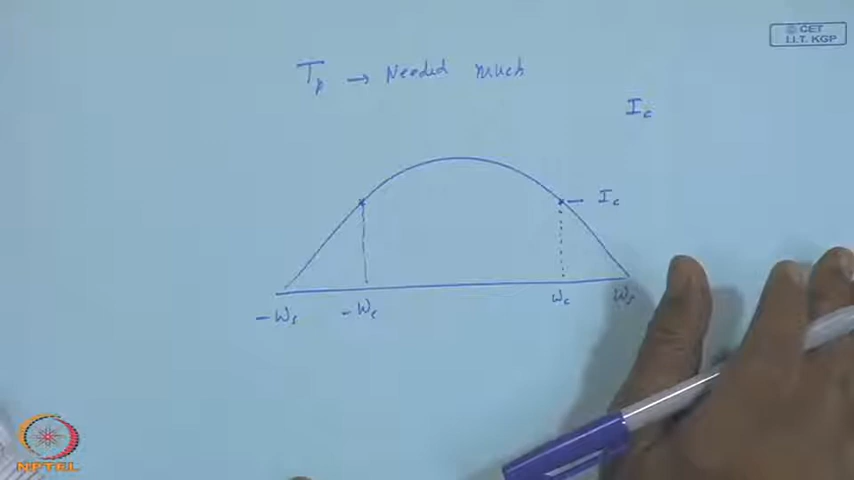 © CET
I.I.T. KGP
Tp → Needed much
Ic
Ic
-Ws -Wc Wc Ws
NPTEL